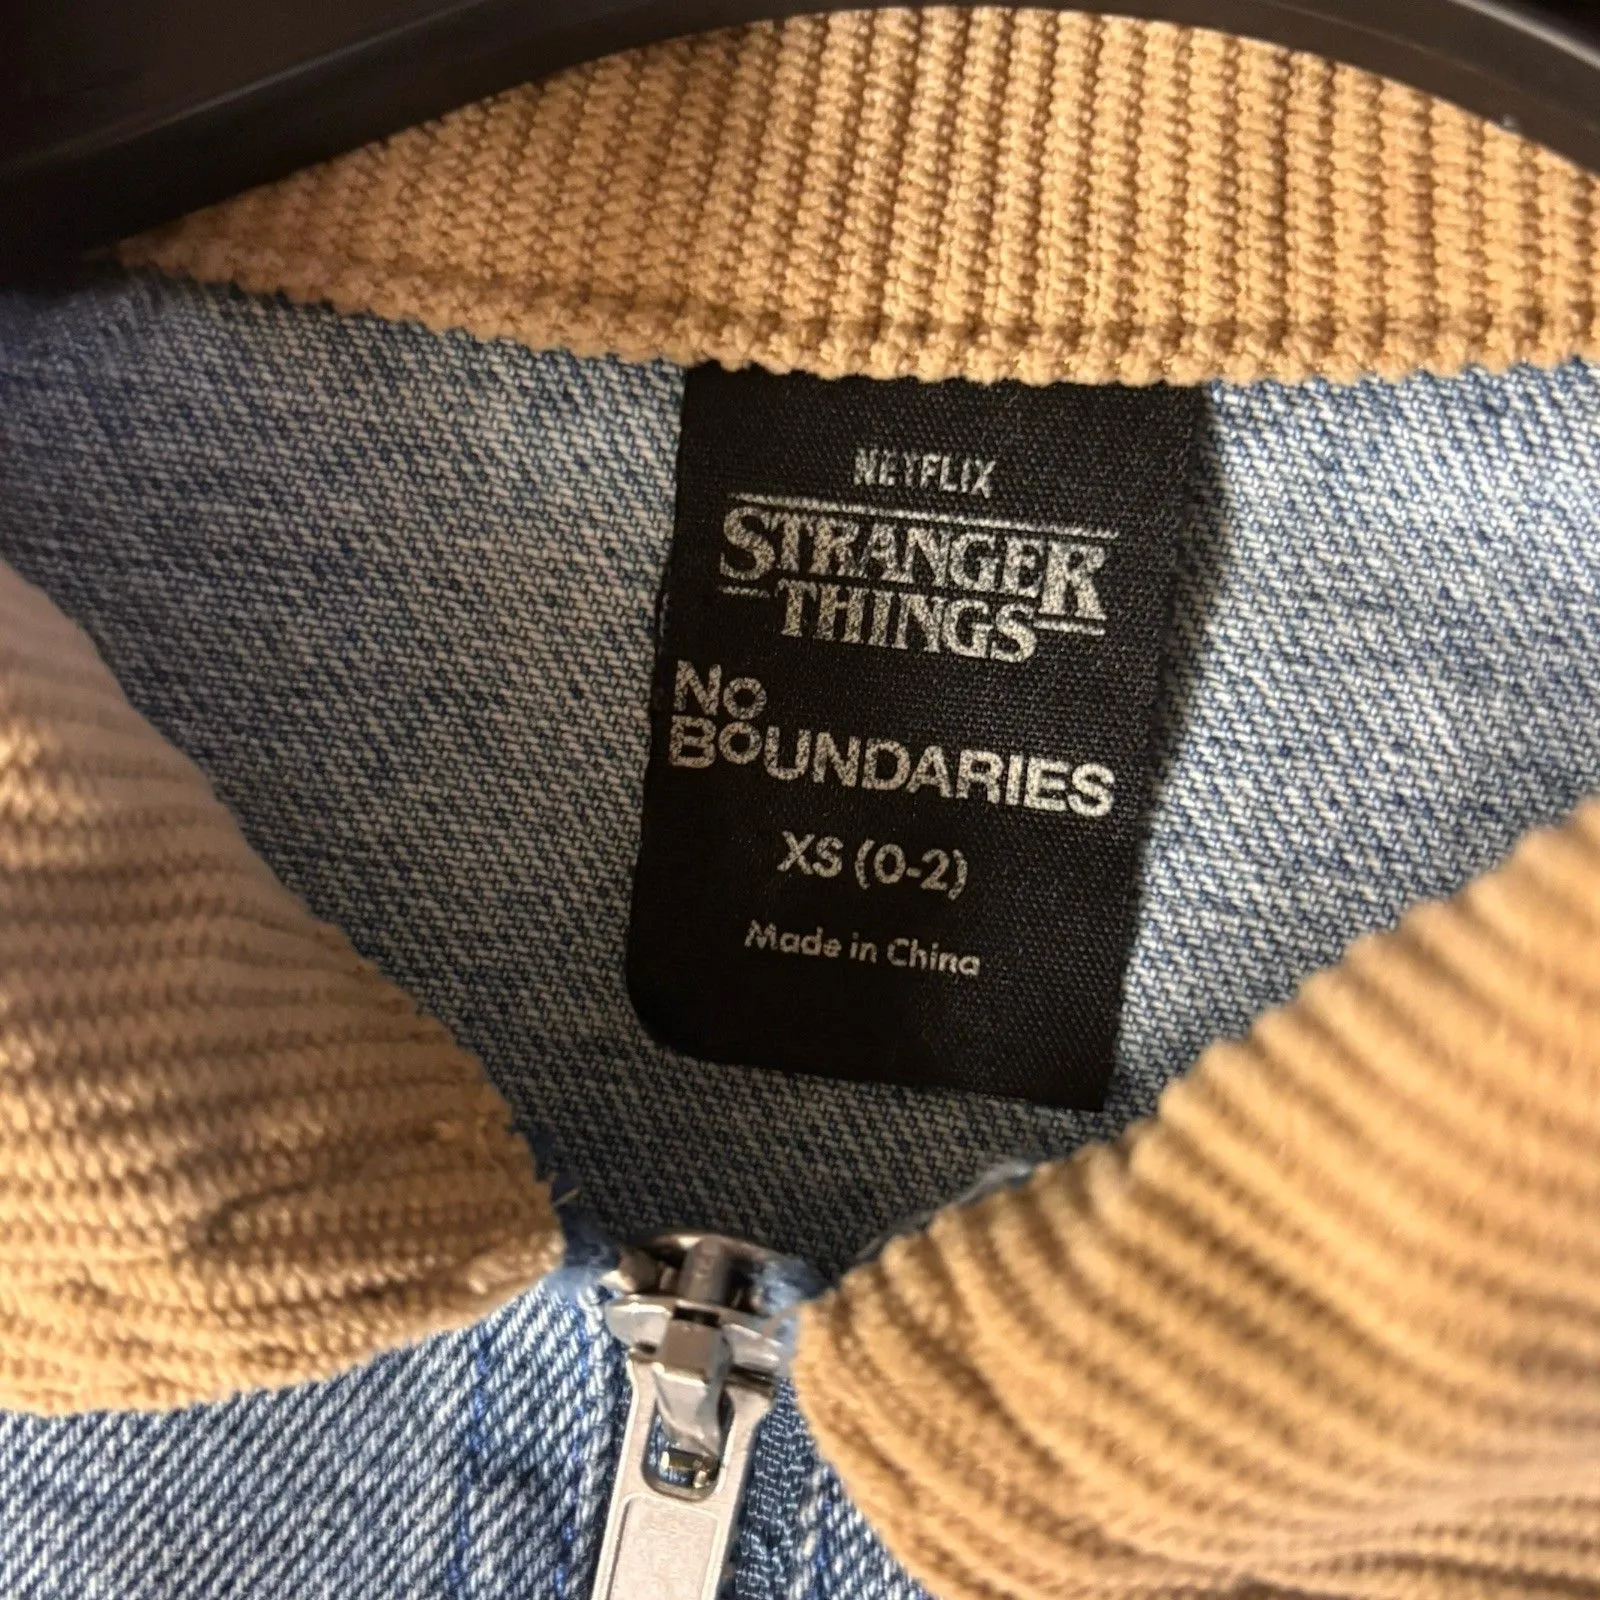 NETFLIX
STRANGER
THINGS
No
BOUNDARIES
XS (0-2)
Made in China